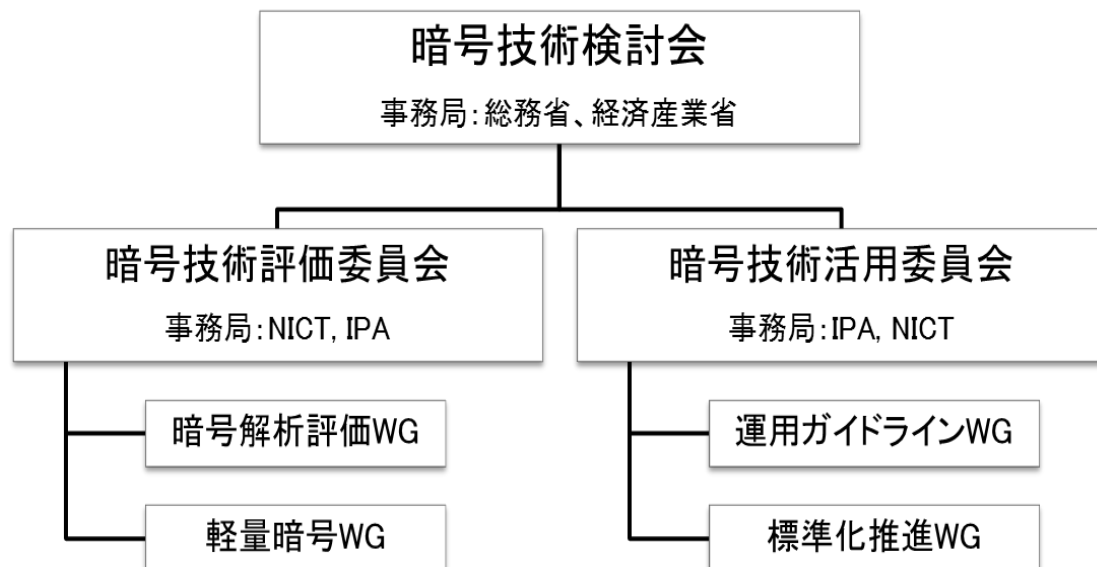 暗号技術検討会
事務局：総務省、経済産業省
暗号技術評価委員会
事務局：NICT, IPA
暗号解析評価WG
軽量暗号WG
暗号技術活用委員会
事務局：IPA, NICT
運用ガイドラインWG
標準化推進WG